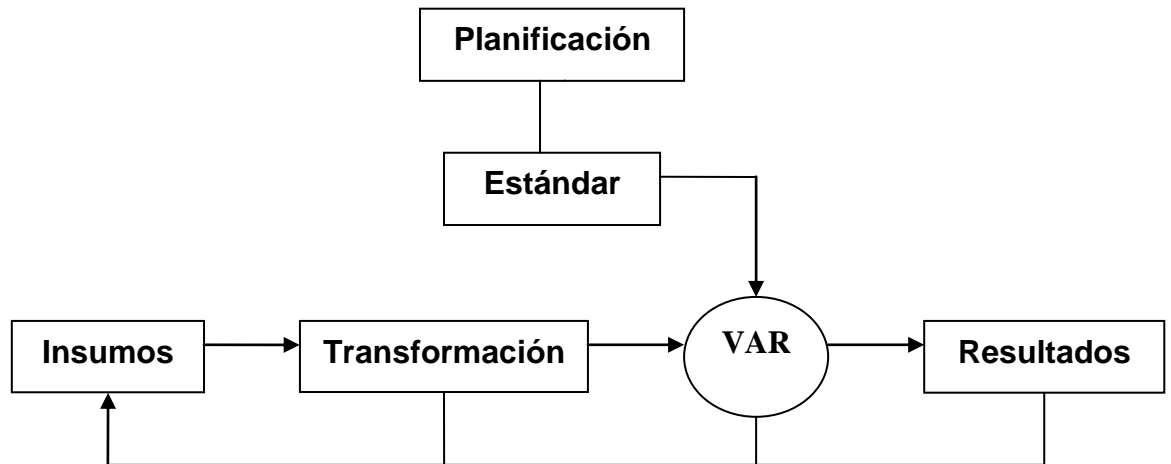 Planificación
Estándar
Insumos
Transformación
VAR
Resultados